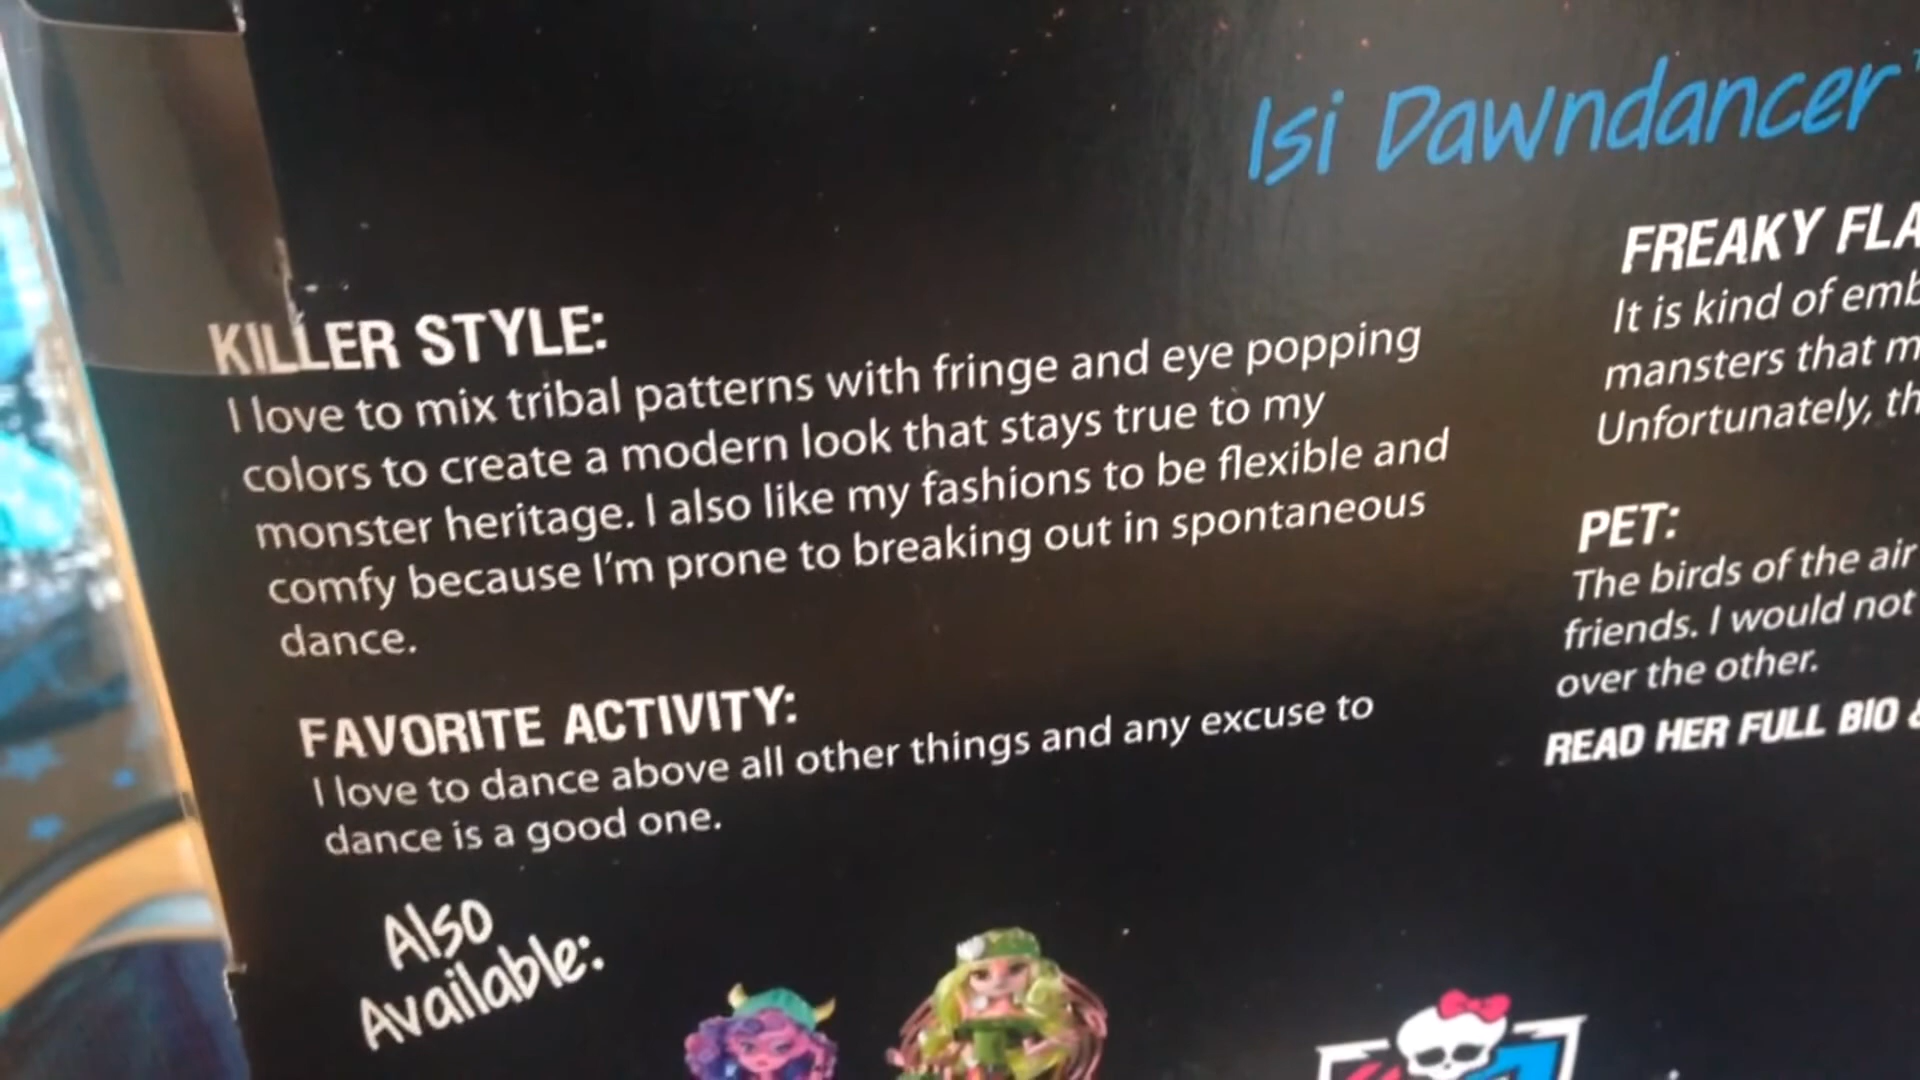 Isi Dawndancer
KILLER STYLE:
I love to mix tribal patterns with fringe and eye popping
colors to create a modern look that stays true to my
monster heritage. I also like my fashions to be flexible and
comfy because I'm prone to breaking out in spontaneous
dance.
FAVORITE ACTIVITY:
I love to dance above all other things and any excuse to
dance is a good one.
Also
Available:
FREAKY
It is kind of
mansters that
Unfortunately,
PET:
The birds of the air
friends. I would not
over the other.
READ HER FULL BIO &